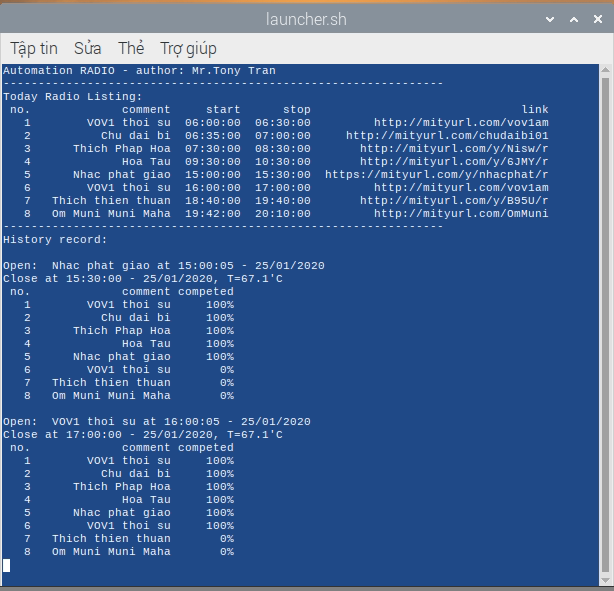 launcher.sh
Tập tin Sửa Thẻ Trợ giúp
Automation RADIO - author: Mr.Tony Tran
---------------------------------------------------------------
Today Radio Listing:
no. comment start stop link
1 VOV1 thoi su 06:00:00 06:30:00 http://mityurl.com/vov1am
2 Chu dai bi 06:35:00 07:00:00 http://mityurl.com/chudaibi01
3 Thich Phap Hoa 07:30:00 08:30:00 http://mityurl.com/y/Nisw/r
4 Hoa Tau 09:30:00 10:30:00 http://mityurl.com/y/6JMY/r
5 Nhac phat giao 15:00:00 15:30:00 https://mityurl.com/y/nhacphat/r
6 VOV1 thoi su 16:00:00 17:00:00 http://mityurl.com/vov1am
7 Thich thien thuan 18:40:00 19:40:00 http://mityurl.com/y/B95U/r
8 Om Muni Muni Maha 19:42:00 20:10:00 http://mityurl.com/OmMuni
---------------------------------------------------------------
History record:
Open: Nhac phat giao at 15:00:05 - 25/01/2020
Close at 15:30:00 - 25/01/2020, T=67.1'C
no. comment competed
1 VOV1 thoi su 100%
2 Chu dai bi 100%
3 Thich Phap Hoa 100%
4 Hoa Tau 100%
5 Nhac phat giao 100%
6 VOV1 thoi su 0%
7 Thich thien thuan 0%
8 Om Muni Muni Maha 0%
Open: VOV1 thoi su at 16:00:05 - 25/01/2020
Close at 17:00:00 - 25/01/2020, T=67.1'C
no. comment competed
1 VOV1 thoi su 100%
2 Chu dai bi 100%
3 Thich Phap Hoa 100%
4 Hoa Tau 100%
5 Nhac phat giao 100%
6 VOV1 thoi su 100%
7 Thich thien thuan 0%
8 Om Muni Muni Maha 0%